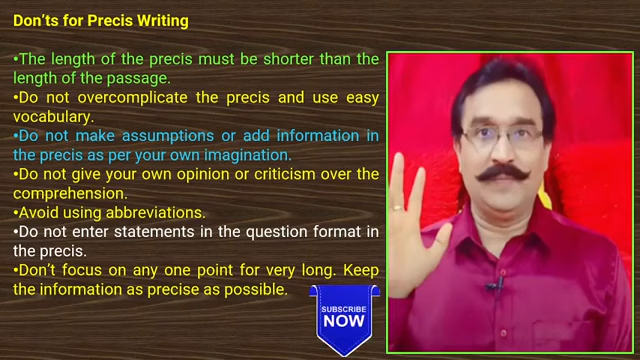 Don'ts for Precis Writing
•The length of the precis must be shorter than the
length of the passage.
•Do not overcomplicate the precis and use easy
vocabulary.
•Do not make assumptions or add information in
the precis as per your own imagination.
•Do not give your own opinion or criticism over the
comprehension.
•Avoid using abbreviations.
•Do not enter statements in the question format in
the precis.
•Don't focus on any one point for very long. Keep
the information as precise as possible.
SUBSCRIBE
NOW